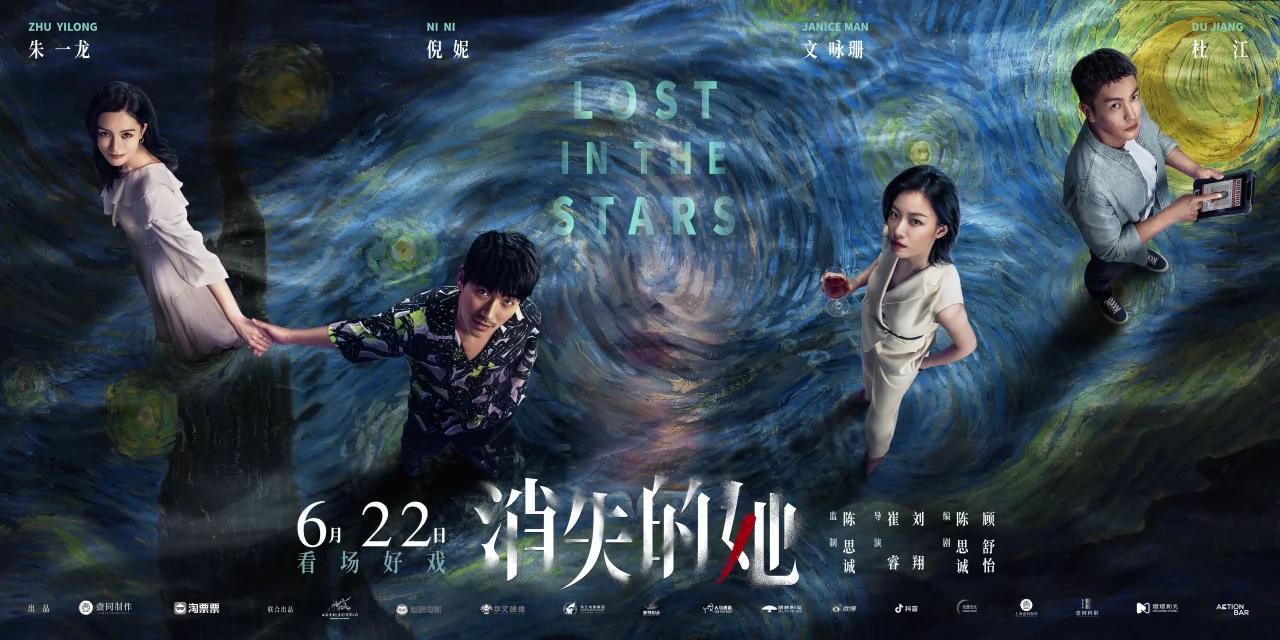 ZHU YILONG
朱一龙
NI NI
倪妮
JANICE MAN
文咏珊
DU JIANG
杜江
LOST
IN THE
STARS
6月22日
看场好戏
消失的她
监制 陈思诚
导演 崔睿 刘翔
编剧 陈思诚 顾舒怡
出品
壹同制作
淘票票
联合出品
猫眼电影
华文映像
微博
抖音
ACTION BAR